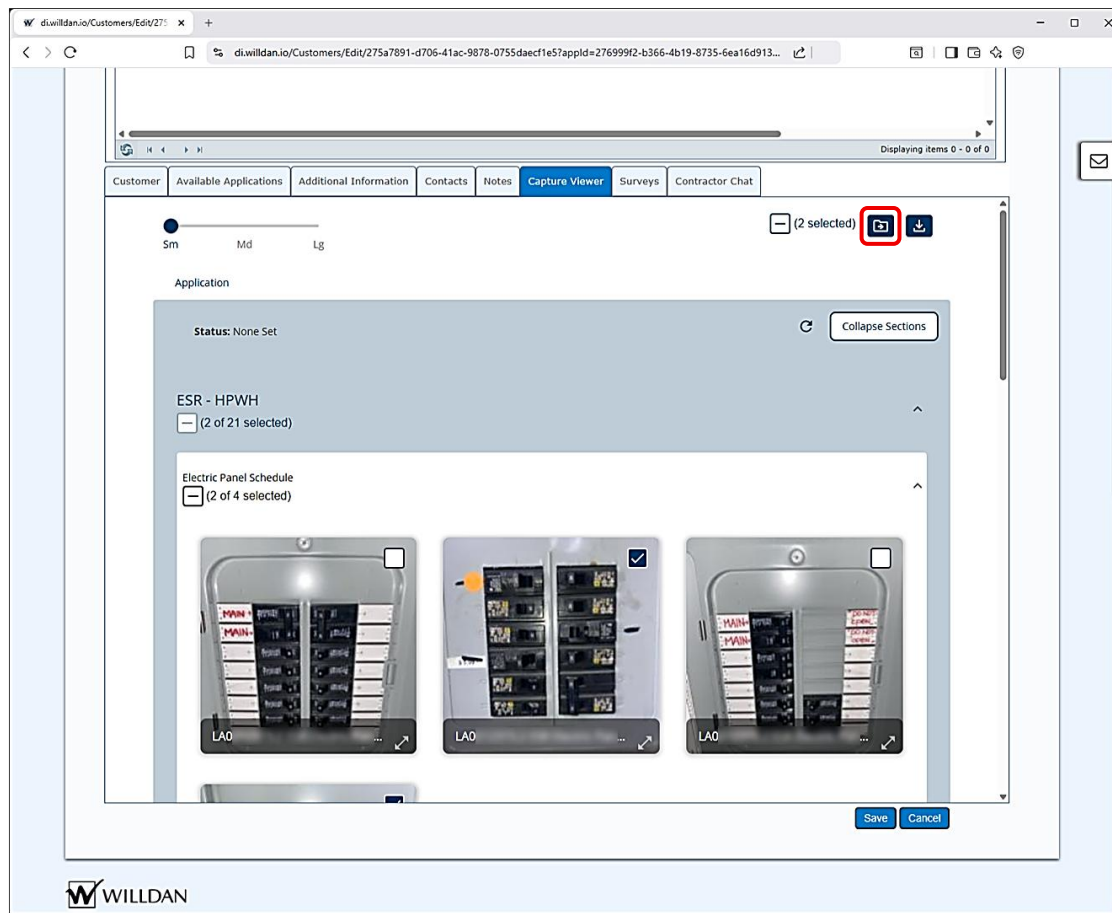 di.willdan.io/Customers/Edit/275
di.willdan.io/Customers/Edit/275a7891-d706-41ac-9878-0755daecf1e5?appId=276999f2-b366-4b19-8735-6ea16d913...
Displaying items 0 - 0 of 0
Customer Available Applications Additional Information Contacts Notes Capture Viewer Surveys Contractor Chat
(2 selected)
Sm Md Lg
Application
Status: None Set
Collapse Sections
ESR - HPWH
(2 of 21 selected)
Electric Panel Schedule
(2 of 4 selected)
MAIN
MAIN
MAIN
MAIN
DO NOT
OPEN
DO NOT
OPEN
LA0 ...
LA0 ...
LA0 ...
Save Cancel
WILLDAN